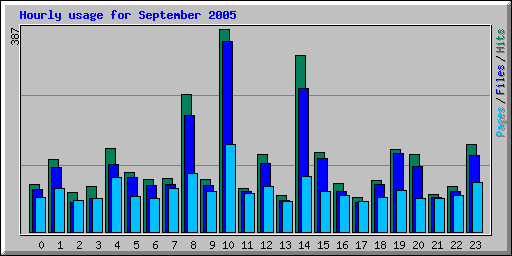 Hourly usage for September 2005
387
Pages / Files / Hits
0 1 2 3 4 5 6 7 8 9 10 11 12 13 14 15 16 17 18 19 20 21 22 23